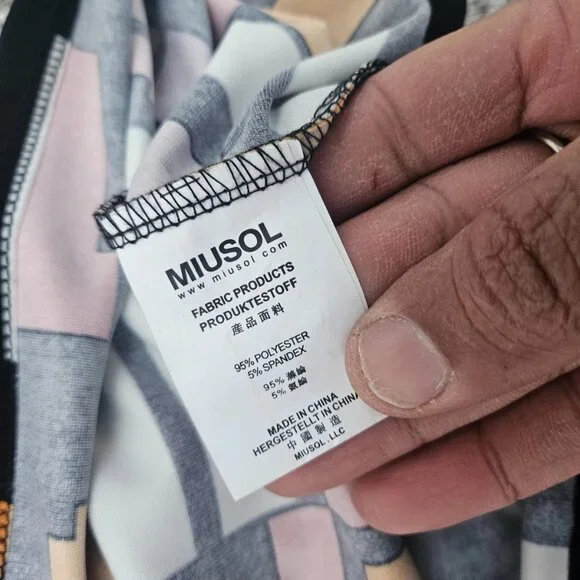 MIUSOL
www.miusol.com
FABRIC PRODUCTS
PRODUKTESTOFF
産品面料
95% POLYESTER
5% SPANDEX
95% 滌綸
5% 氨綸
MADE IN CHINA
HERGESTELLT IN CHINA
中國製造
MIUSOL, LLC